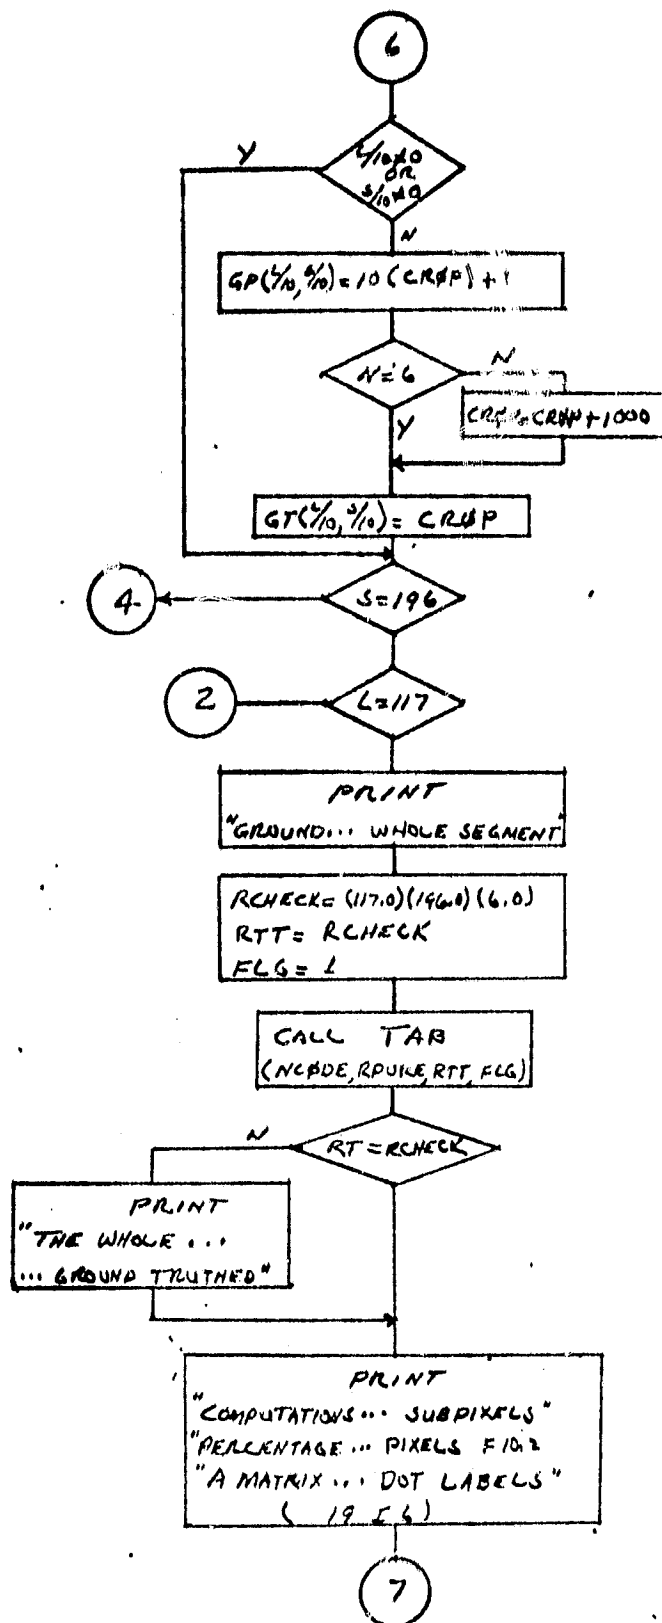 6
Y
L/10≠0
OR
S/10≠0
N
GP(L/10, S/10) = 10 (CRØP) + 1
N=6
N
Y
CRØP=CRØP+1000
GT(L/10, S/10) = CRØP
4
S=196
2
L=117
PRINT
"GROUND... WHOLE SEGMENT"
RCHECK= (117.0)(196.0)(6.0)
RTT= RCHECK
FLG= 1
CALL TAB
(NCØDE, RPURE, RTT, FLG)
N
RT=RCHECK
PRINT
"THE WHOLE ...
... GROUND TRUTHED"
PRINT
"COMPUTATIONS... SUBPIXELS"
"PERCENTAGE... PIXELS F10.2
"A MATRIX... DOT LABELS"
( 19 I 6)
7